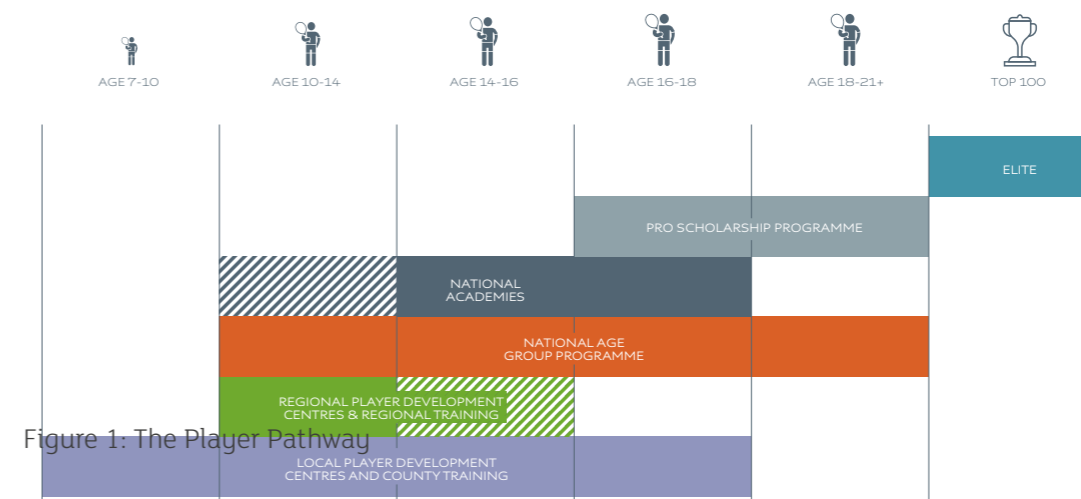 AGE 7-10
AGE 10-14
AGE 14-16
AGE 16-18
AGE 18-21+
TOP 100
ELITE
PRO SCHOLARSHIP PROGRAMME
NATIONAL
ACADEMIES
NATIONAL AGE
GROUP PROGRAMME
REGIONAL PLAYER DEVELOPMENT
CENTRES & REGIONAL TRAINING
Figure 1: The Player Pathway
LOCAL PLAYER DEVELOPMENT
CENTRES AND COUNTY TRAINING